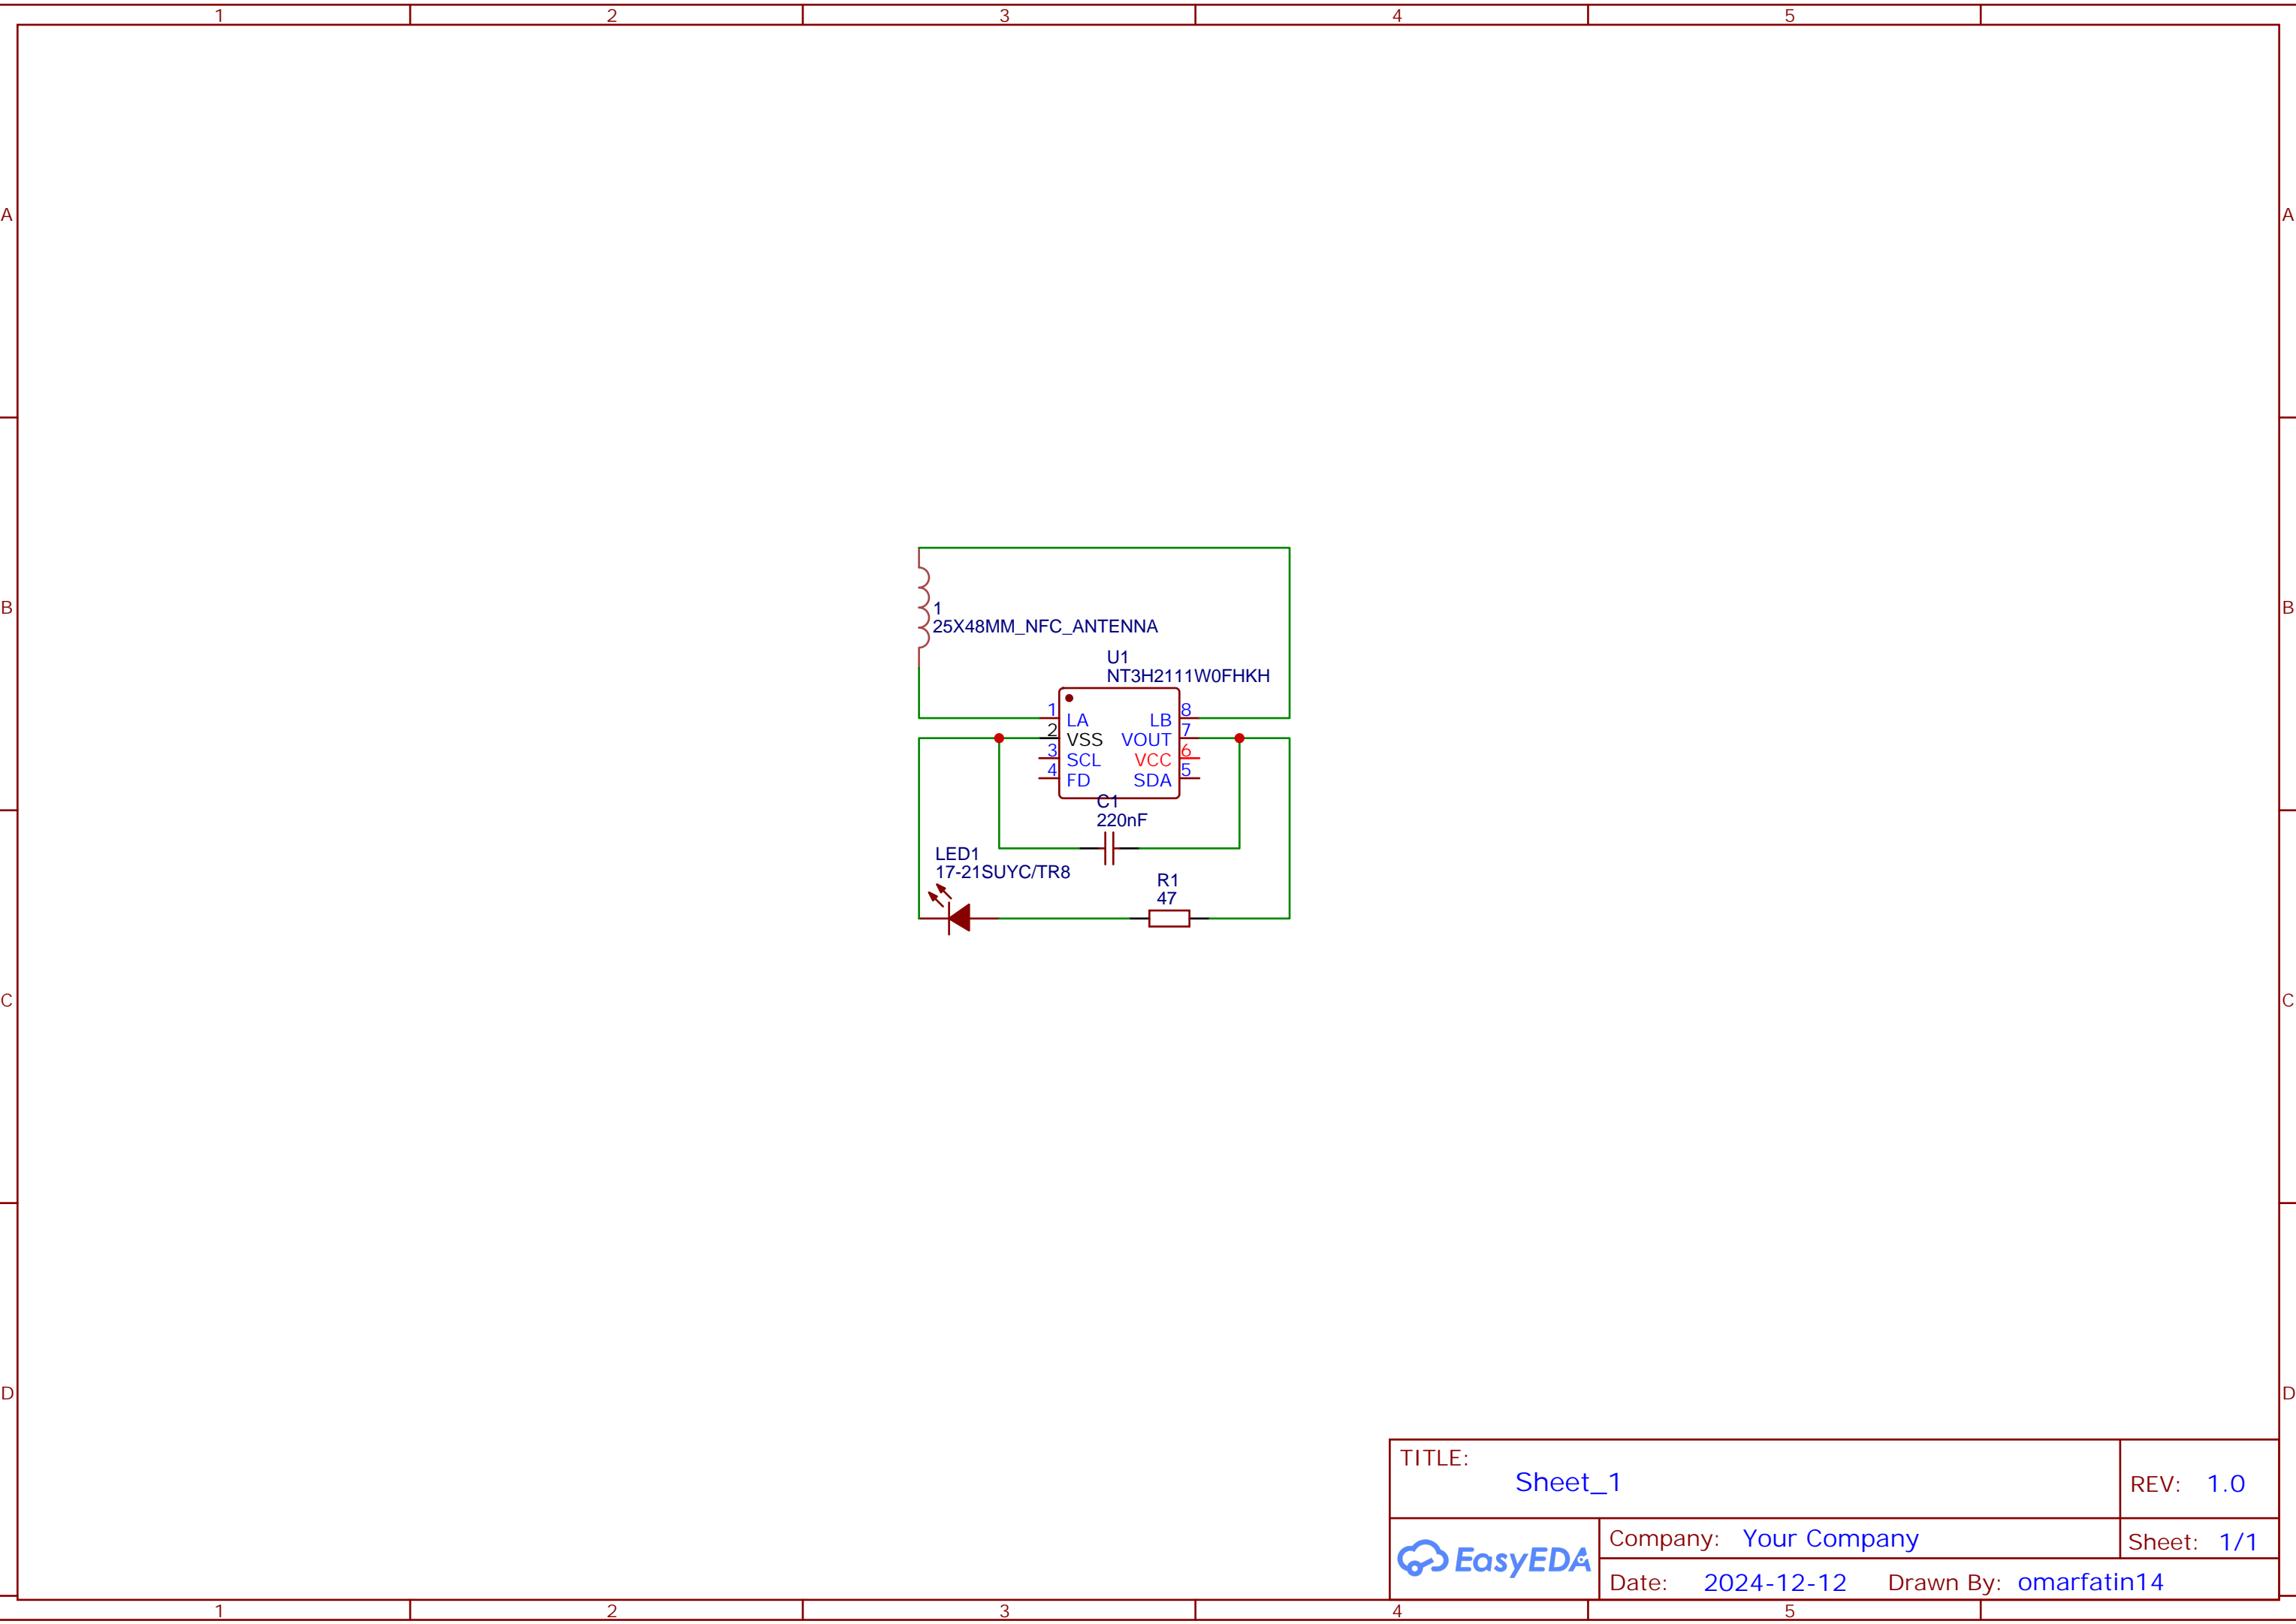 1 2 3 4 5
A A
B B
1
25X48MM_NFC_ANTENNA
U1
NT3H2111W0FHKH
1 LA LB 8
2 VSS VOUT 7
3 SCL VCC 6
4 FD SDA 5
C1
220nF
LED1
17-21SUYC/TR8
R1
47
C C
D D
TITLE:
Sheet_1
REV: 1.0
EasyEDA
Company: Your Company
Sheet: 1/1
Date: 2024-12-12 Drawn By: omarfatin14
1 2 3 4 5